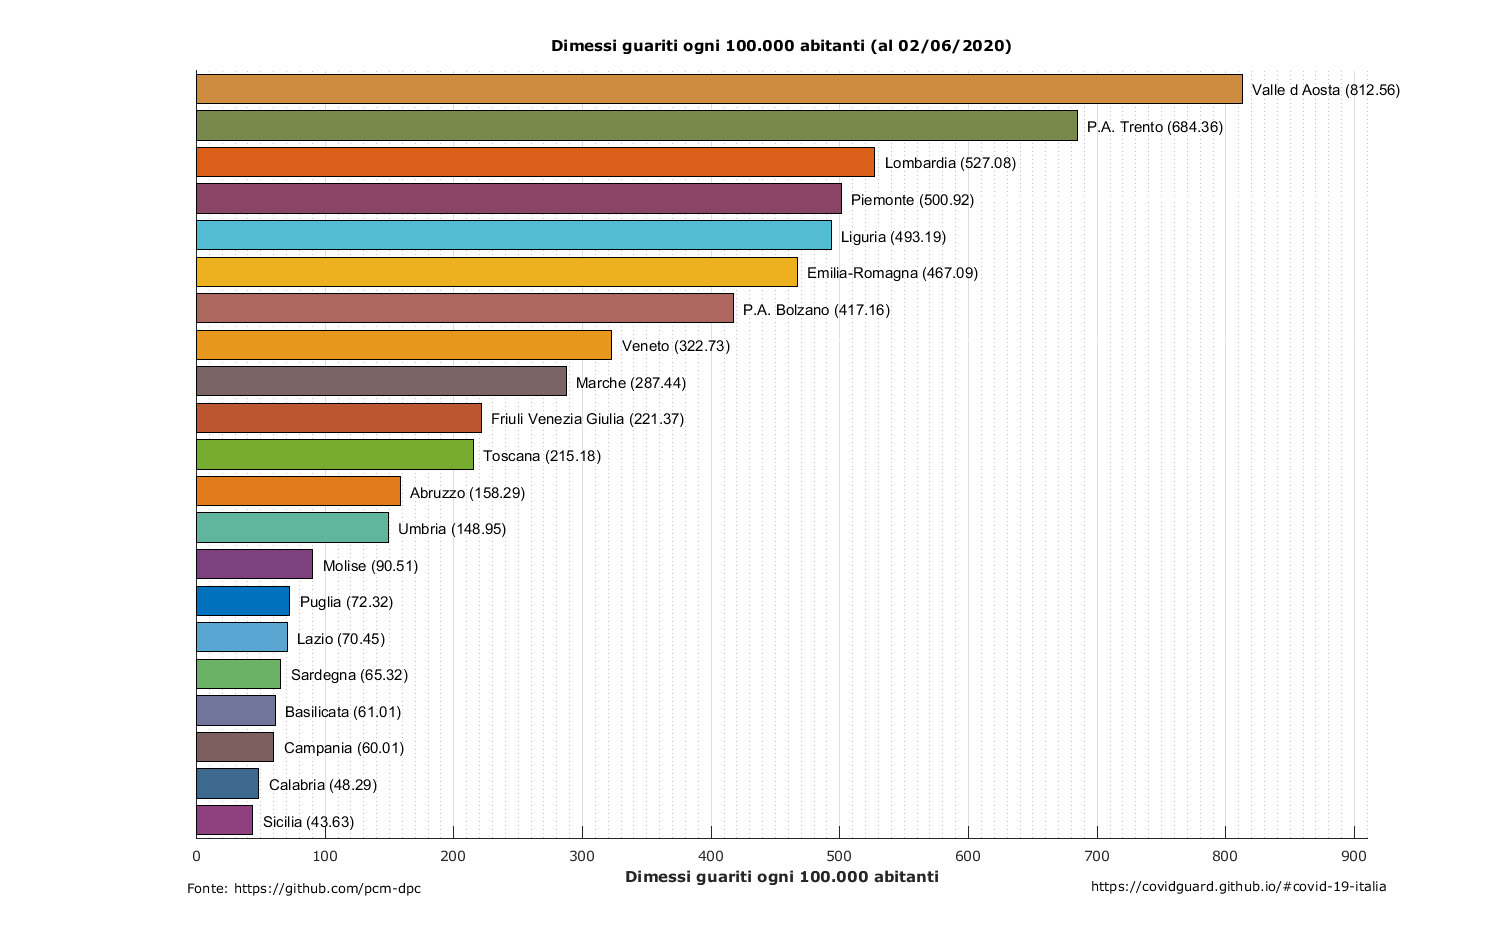 Dimessi guariti ogni 100.000 abitanti (al 02/06/2020)
Valle d Aosta (812.56)
P.A. Trento (684.36)
Lombardia (527.08)
Piemonte (500.92)
Liguria (493.19)
Emilia-Romagna (467.09)
P.A. Bolzano (417.16)
Veneto (322.73)
Marche (287.44)
Friuli Venezia Giulia (221.37)
Toscana (215.18)
Abruzzo (158.29)
Umbria (148.95)
Molise (90.51)
Puglia (72.32)
Lazio (70.45)
Sardegna (65.32)
Basilicata (61.01)
Campania (60.01)
Calabria (48.29)
Sicilia (43.63)
0 100 200 300 400 500 600 700 800 900
Dimessi guariti ogni 100.000 abitanti
Fonte: https://github.com/pcm-dpc
https://covidguard.github.io/#covid-19-italia